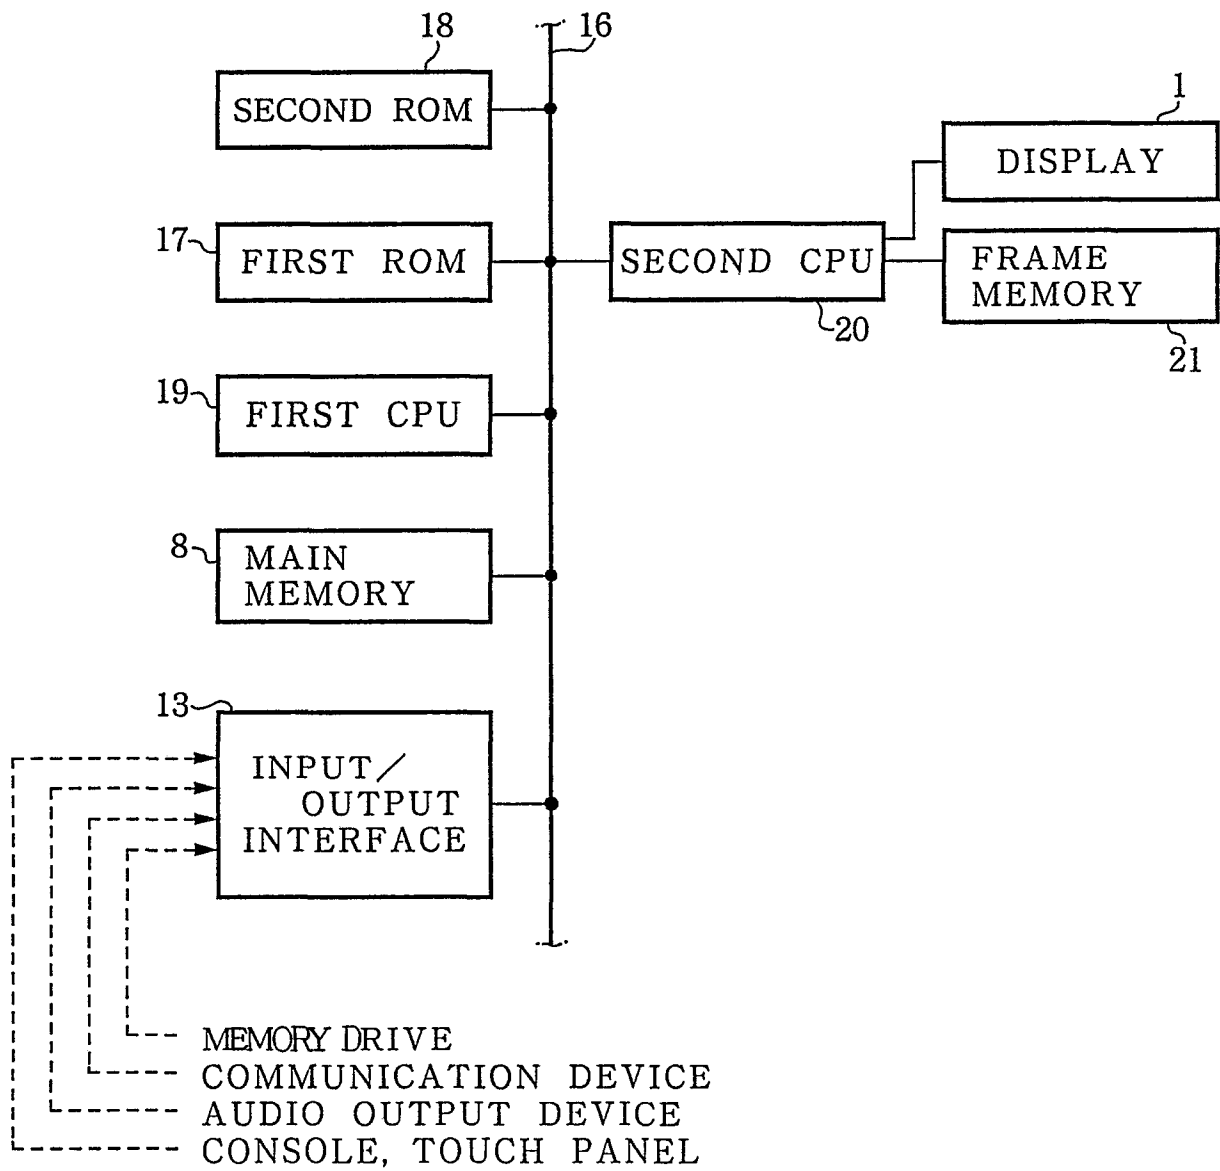 18
16
SECOND ROM
1
DISPLAY
17
FIRST ROM
SECOND CPU
FRAME
MEMORY
20
21
19
FIRST CPU
8
MAIN
MEMORY
13
INPUT/
OUTPUT
INTERFACE
MEMORY DRIVE
COMMUNICATION DEVICE
AUDIO OUTPUT DEVICE
CONSOLE, TOUCH PANEL